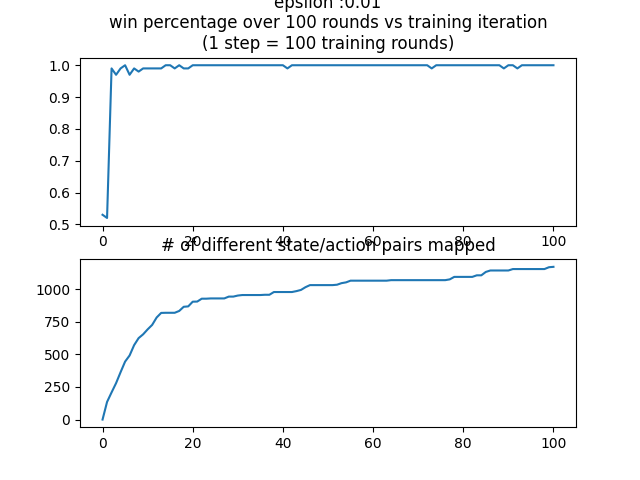 epsilon :0.01
win percentage over 100 rounds vs training iteration
(1 step = 100 training rounds)
1.0
0.9
0.8
0.7
0.6
0.5
0 20 40 60 80 100
# of different state/action pairs mapped
1000
750
500
250
0
0 20 40 60 80 100